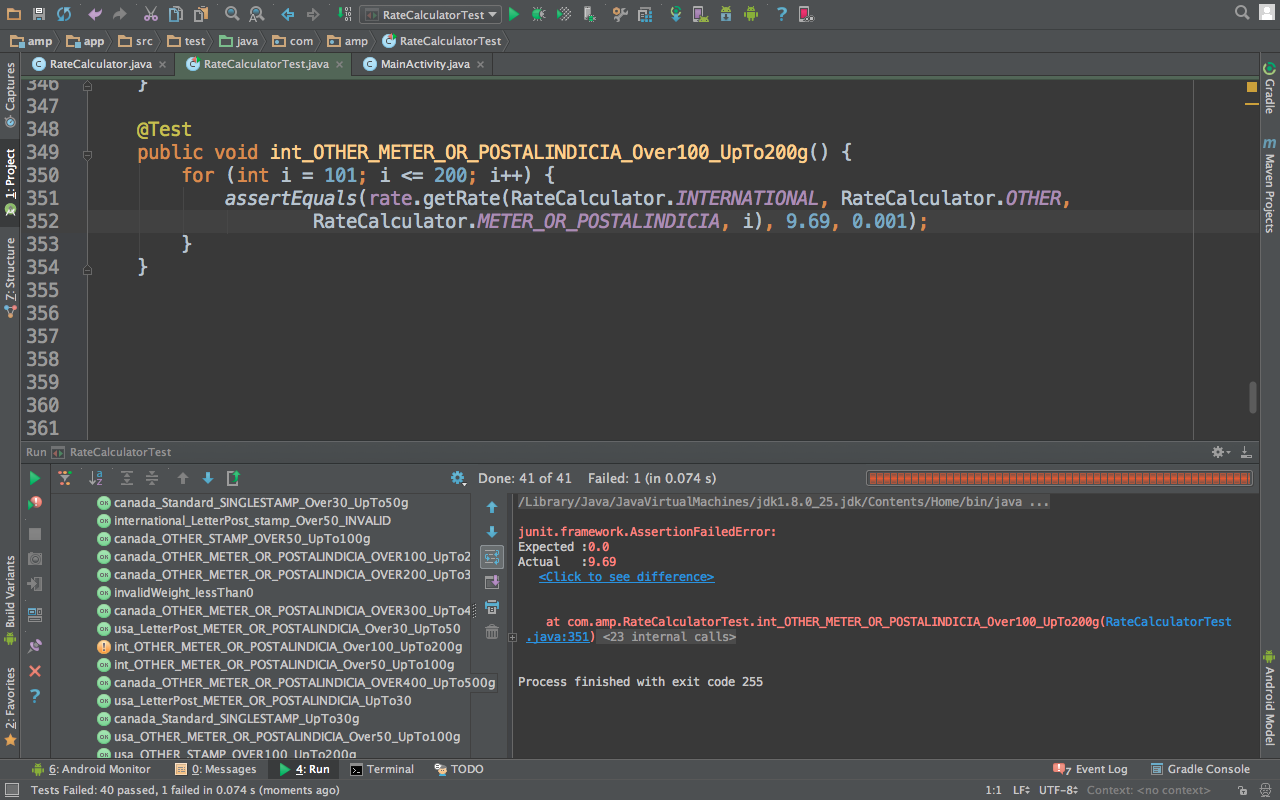 RateCalculatorTest
amp app src test java com amp RateCalculatorTest
RateCalculator.java RateCalculatorTest.java MainActivity.java
Captures
1: Project
7: Structure
Build Variants
2: Favorites
Gradle
Maven Projects
Android Model
346 }
347
348 @Test
349 public void int_OTHER_METER_OR_POSTALINDICIA_Over100_UpTo200g() {
350 for (int i = 101; i <= 200; i++) {
351 assertEquals(rate.getRate(RateCalculator.INTERNATIONAL, RateCalculator.OTHER,
352 RateCalculator.METER_OR_POSTALINDICIA, i), 9.69, 0.001);
353 }
354 }
355
356
357
358
359
360
361
Run RateCalculatorTest
Done: 41 of 41 Failed: 1 (in 0.074 s)
canada_Standard_SINGLESTAMP_Over30_UpTo50g
international_LetterPost_stamp_Over50_INVALID
canada_OTHER_STAMP_OVER50_UpTo100g
canada_OTHER_METER_OR_POSTALINDICIA_OVER100_UpTo2
canada_OTHER_METER_OR_POSTALINDICIA_OVER200_UpTo3
invalidWeight_lessThan0
canada_OTHER_METER_OR_POSTALINDICIA_OVER300_UpTo4
usa_LetterPost_METER_OR_POSTALINDICIA_Over30_UpTo50
int_OTHER_METER_OR_POSTALINDICIA_Over100_UpTo200g
int_OTHER_METER_OR_POSTALINDICIA_Over50_UpTo100g
canada_OTHER_METER_OR_POSTALINDICIA_OVER400_UpTo500g
usa_LetterPost_METER_OR_POSTALINDICIA_UpTo30
canada_Standard_SINGLESTAMP_UpTo30g
usa_OTHER_METER_OR_POSTALINDICIA_Over50_UpTo100g
usa_OTHER_STAMP_OVER100_UpTo200g
/Library/Java/JavaVirtualMachines/jdk1.8.0_25.jdk/Contents/Home/bin/java ...
junit.framework.AssertionFailedError:
Expected :0.0
Actual :9.69
<Click to see difference>
at com.amp.RateCalculatorTest.int_OTHER_METER_OR_POSTALINDICIA_Over100_UpTo200g(RateCalculatorTest
.java:351) <23 internal calls>
Process finished with exit code 255
6: Android Monitor 0: Messages 4: Run Terminal TODO 7 Event Log Gradle Console
Tests Failed: 40 passed, 1 failed in 0.074 s (moments ago) 1:1 LF UTF-8 Context: <no context>